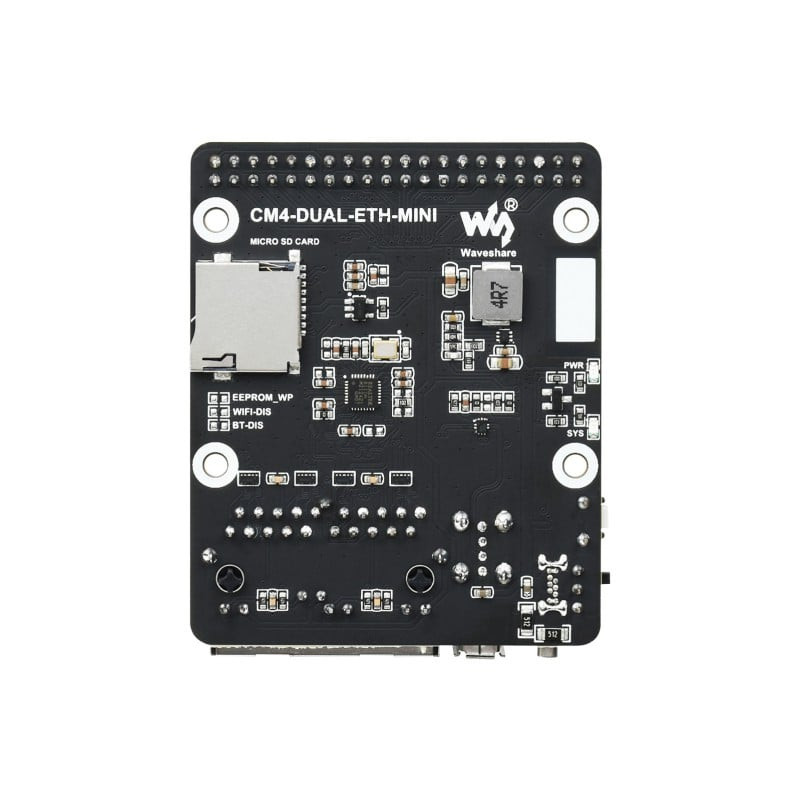 CM4-DUAL-ETH-MINI
®
Waveshare
MICRO SD CARD
4R7
PWR
EEPROM_WP
WIFI-DIS
BT-DIS
SYS
512
512